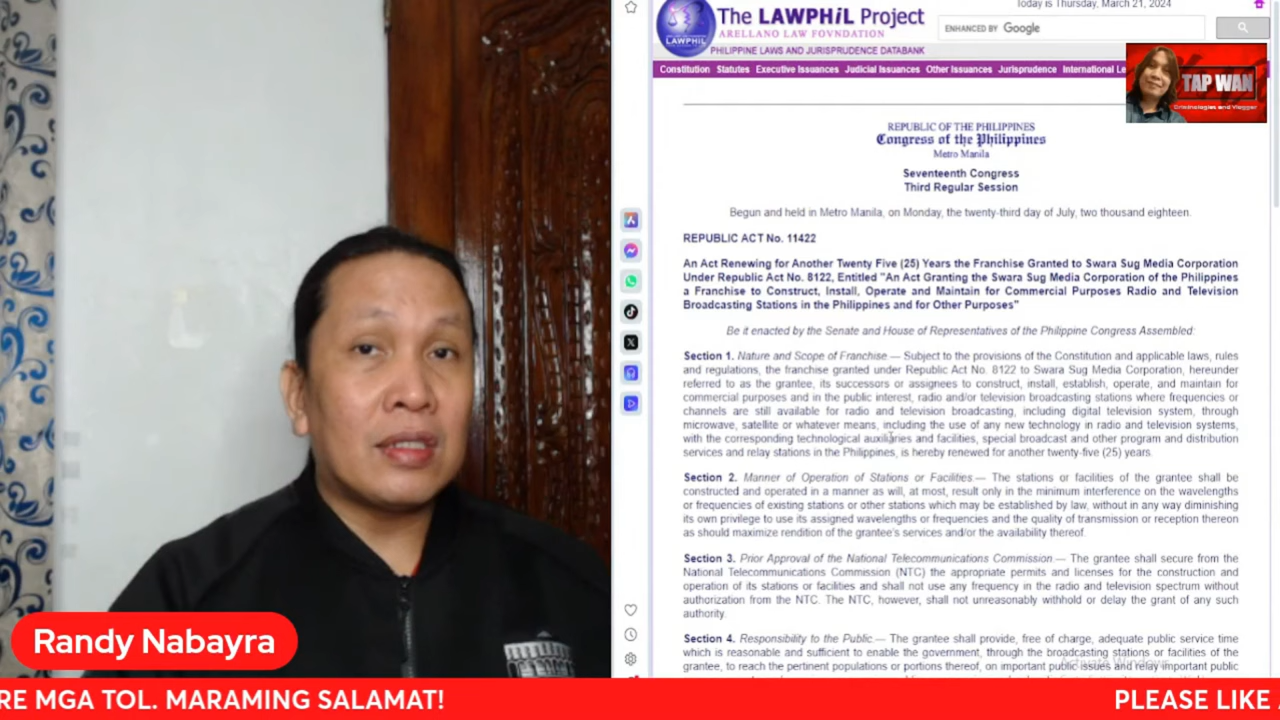 Today is Thursday, March 21, 2024
The LAWPHiL Project
ARELLANO LAW FOUNDATION
PHILIPPINE LAWS AND JURISPRUDENCE DATABANK
LAWPHiL
ENHANCED BY Google
Constitution Statutes Executive Issuances Judicial Issuances Other Issuances Jurisprudence International Le
TAP WAN
Criminologist and Vlogger
REPUBLIC OF THE PHILIPPINES
Congress of the Philippines
Metro Manila
Seventeenth Congress
Third Regular Session
Begun and held in Metro Manila, on Monday, the twenty-third day of July, two thousand eighteen.
REPUBLIC ACT No. 11422
An Act Renewing for Another Twenty Five (25) Years the Franchise Granted to Swara Sug Media Corporation
Under Republic Act No. 8122, Entitled "An Act Granting the Swara Sug Media Corporation of the Philippines
a Franchise to Construct, Install, Operate and Maintain for Commercial Purposes Radio and Television
Broadcasting Stations in the Philippines and for Other Purposes"
Be it enacted by the Senate and House of Representatives of the Philippine Congress Assembled:
Section 1. Nature and Scope of Franchise — Subject to the provisions of the Constitution and applicable laws, rules
and regulations, the franchise granted under Republic Act No. 8122 to Swara Sug Media Corporation, hereunder
referred to as the grantee, its successors or assignees to construct, install, establish, operate, and maintain for
commercial purposes and in the public interest, radio and/or television broadcasting stations where frequencies or
channels are still available for radio and television broadcasting, including digital television system, through
microwave, satellite or whatever means, including the use of any new technology in radio and television systems,
with the corresponding technological auxiliaries and facilities, special broadcast and other program and distribution
services and relay stations in the Philippines, is hereby renewed for another twenty-five (25) years.
Section 2. Manner of Operation of Stations or Facilities.— The stations or facilities of the grantee shall be
constructed and operated in a manner as will, at most, result only in the minimum interference on the wavelengths
or frequencies of existing stations or other stations which may be established by law, without in any way diminishing
its own privilege to use its assigned wavelengths or frequencies and the quality of transmission or reception thereon
as should maximize rendition of the grantee's services and/or the availability thereof.
Section 3. Prior Approval of the National Telecommunications Commission.— The grantee shall secure from the
National Telecommunications Commission (NTC) the appropriate permits and licenses for the construction and
operation of its stations or facilities and shall not use any frequency in the radio and television spectrum without
authorization from the NTC. The NTC, however, shall not unreasonably withhold or delay the grant of any such
authority.
Section 4. Responsibility to the Public.— The grantee shall provide, free of charge, adequate public service time
which is reasonable and sufficient to enable the government, through the broadcasting stations or facilities of the
grantee, to reach the pertinent populations or portions thereof, on important public issues and relay important public
Activate Windows
Randy Nabayra
RE MGA TOL. MARAMING SALAMAT!
PLEASE LIKE